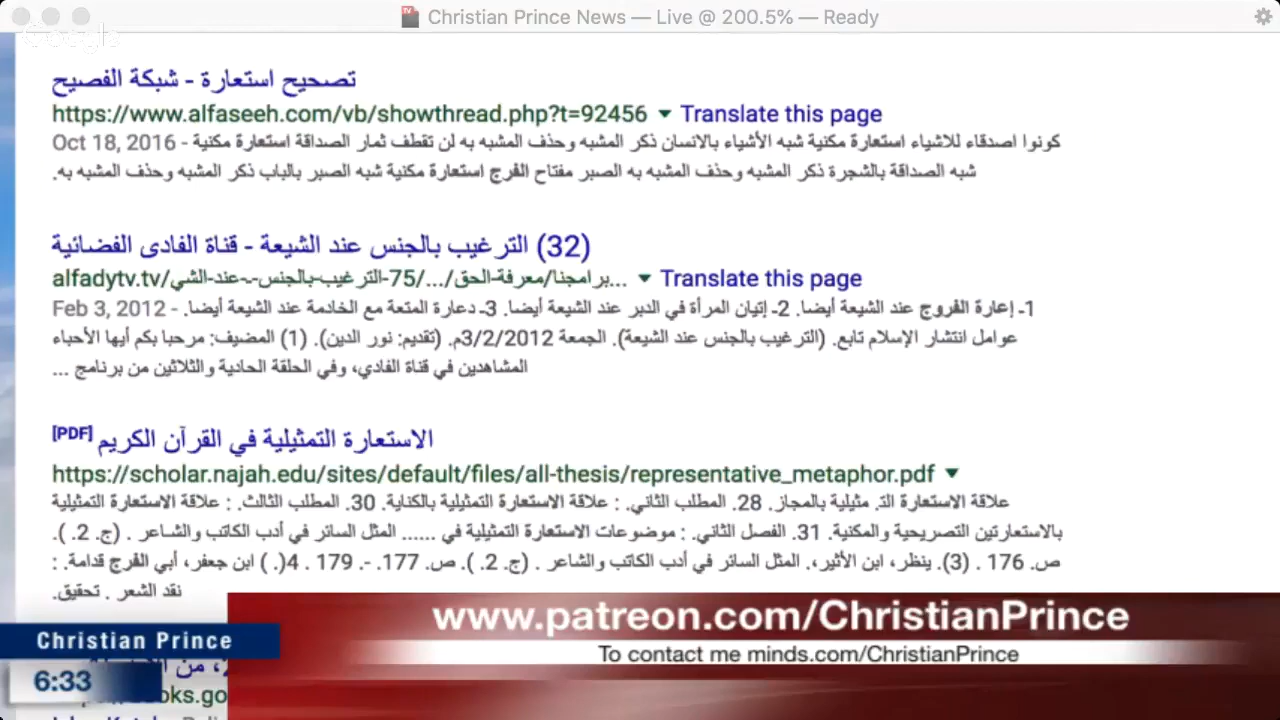 Christian Prince News — Live @ 200.5% — Ready
Google
تصحيح استعارة - شبكة الفصيح
https://www.alfaseeh.com/vb/showthread.php?t=92456 ▼ Translate this page
Oct 18, 2016 - كونوا اصدقاء للاشياء استعارة مكنية شبه الأشياء بالانسان ذكر المشبه وحذف المشبه به لن تقطف ثمار الصداقة استعارة مكنية
شبه الصداقة بالشجرة ذكر المشبه وحذف المشبه به الصبر مفتاح الفرج استعارة مكنية شبه الصبر بالباب ذكر المشبه وحذف المشبه به.
(32) الترغيب بالجنس عند الشيعة - قناة الفادى الفضائية
alfadytv.tv/برامجنا/معرفة-الحق/.../75-الترغيب-بالجنس-،-عند-الشي... ▼ Translate this page
Feb 3, 2012 - 1ـ إعارة الفروج عند الشيعة أيضا. 2ـ إتيان المرأة في الدبر عند الشيعة أيضا. 3ـ دعارة المتعة مع الخادمة عند الشيعة أيضا.
عوامل انتشار الإسلام تابع. (الترغيب بالجنس عند الشيعة). الجمعة 3/2/2012م. (تقديم: نور الدين). (1) المضيف: مرحبا بكم أيها الأحباء
المشاهدين في قناة الفادي، وفي الحلقة الحادية والثلاثين من برنامج ...
[PDF] الاستعارة التمثيلية في القرآن الكريم
https://scholar.najah.edu/sites/default/files/all-thesis/representative_metaphor.pdf ▼
علاقة الاستعارة التـ مثيلية بالمجاز. 28. المطلب الثاني. : علاقة الاستعارة التمثيلية بالكناية. 30. المطلب الثالث. : علاقة الاستعارة التمثيلية
بالاستعارتين التصريحية والمكنية. 31. الفصل الثاني. : موضوعات الاستعارة التمثيلية في ...... المثل السائر في أدب الكاتب والشاعر . (ج. 2. ).
ص. 176 . (3). ينظر، ابن الأثير،. المثل السائر في أدب الكاتب والشاعر . (ج. 2. ). ص. 177. -. 179 . 4(. ) ابن جعفر، أبي الفرج قدامة. :
نقد الشعر . تحقيق.
www.patreon.com/ChristianPrince
Christian Prince
To contact me minds.com/ChristianPrince
6:33